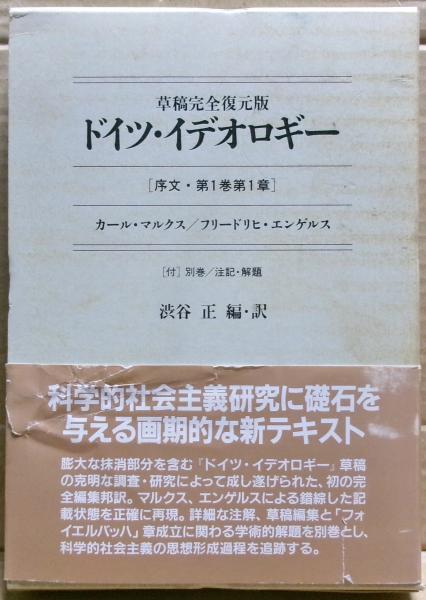 草稿完全復元版
ドイツ・イデオロギー
[序文・第1巻第1章]
カール・マルクス/フリードリヒ・エンゲルス
[付] 別巻/注記・解題
渋谷 正 編・訳
科学的社会主義研究に礎石を
与える画期的な新テキスト
膨大な抹消部分を含む『ドイツ・イデオロギー』草稿
の克明な調査・研究によって成し遂げられた、初の完
全編集邦訳。マルクス、エンゲルスによる錯綜した記
載状態を正確に再現。詳細な注解、草稿編集と「フォ
イエルバッハ」章成立に関わる学術的解題を別巻とし、
科学的社会主義の思想形成過程を追跡する。